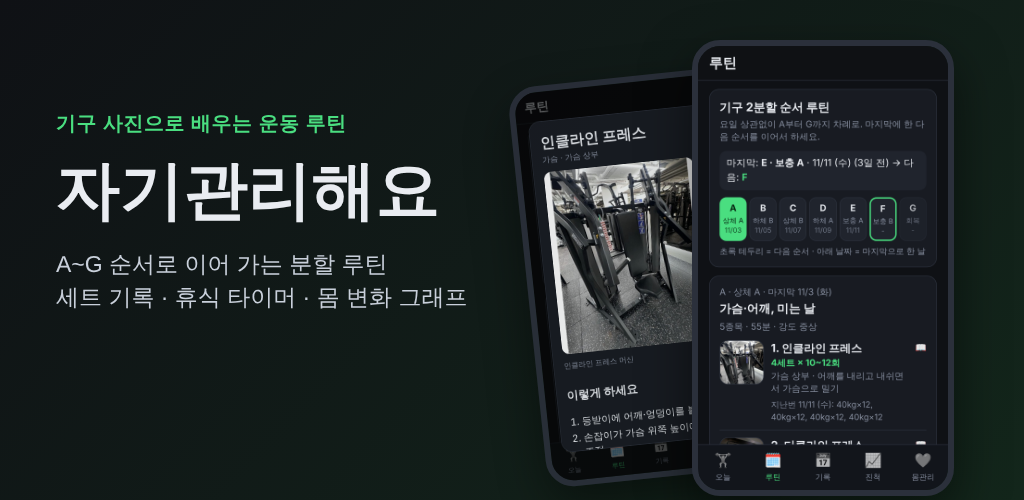 기구 사진으로 배우는 운동 루틴
자기관리해요
A~G 순서로 이어 가는 분할 루틴
세트 기록 · 휴식 타이머 · 몸 변화 그래프
루틴
인클라인 프레스
가슴 · 가슴 상부
인클라인 프레스 머신
이렇게 하세요
1. 등받이에 어깨·엉덩이를
2. 손잡이가 가슴 위쪽 높이
오늘
루틴
기록
루틴
기구 2분할 순서 루틴
요일 상관없이 A부터 G까지 차례로. 마지막에 한 다
음 순서를 이어서 하세요.
마지막: E · 보충 A · 11/11 (수) (3일 전) → 다
음: F
A B C D E F G
상체 A 하체 B 상체 B 하체 A 보충 A 보충 B
11/03 11/05 11/07 11/09 11/11 - -
초록 테두리 = 다음 순서 · 아래 날짜 = 마지막으로 한 날
A · 상체 A · 마지막 11/3 (화)
가슴·어깨, 미는 날
5종목 · 55분 · 강도 중상
1. 인클라인 프레스
4세트 × 10~12회
가슴 상부 · 어깨를 내리고 내쉬면
서 가슴으로 밀기
지난번 11/11 (수): 40kg×12,
40kg×12, 40kg×12, 40kg×12
17
오늘 루틴 기록 진척 몸관리